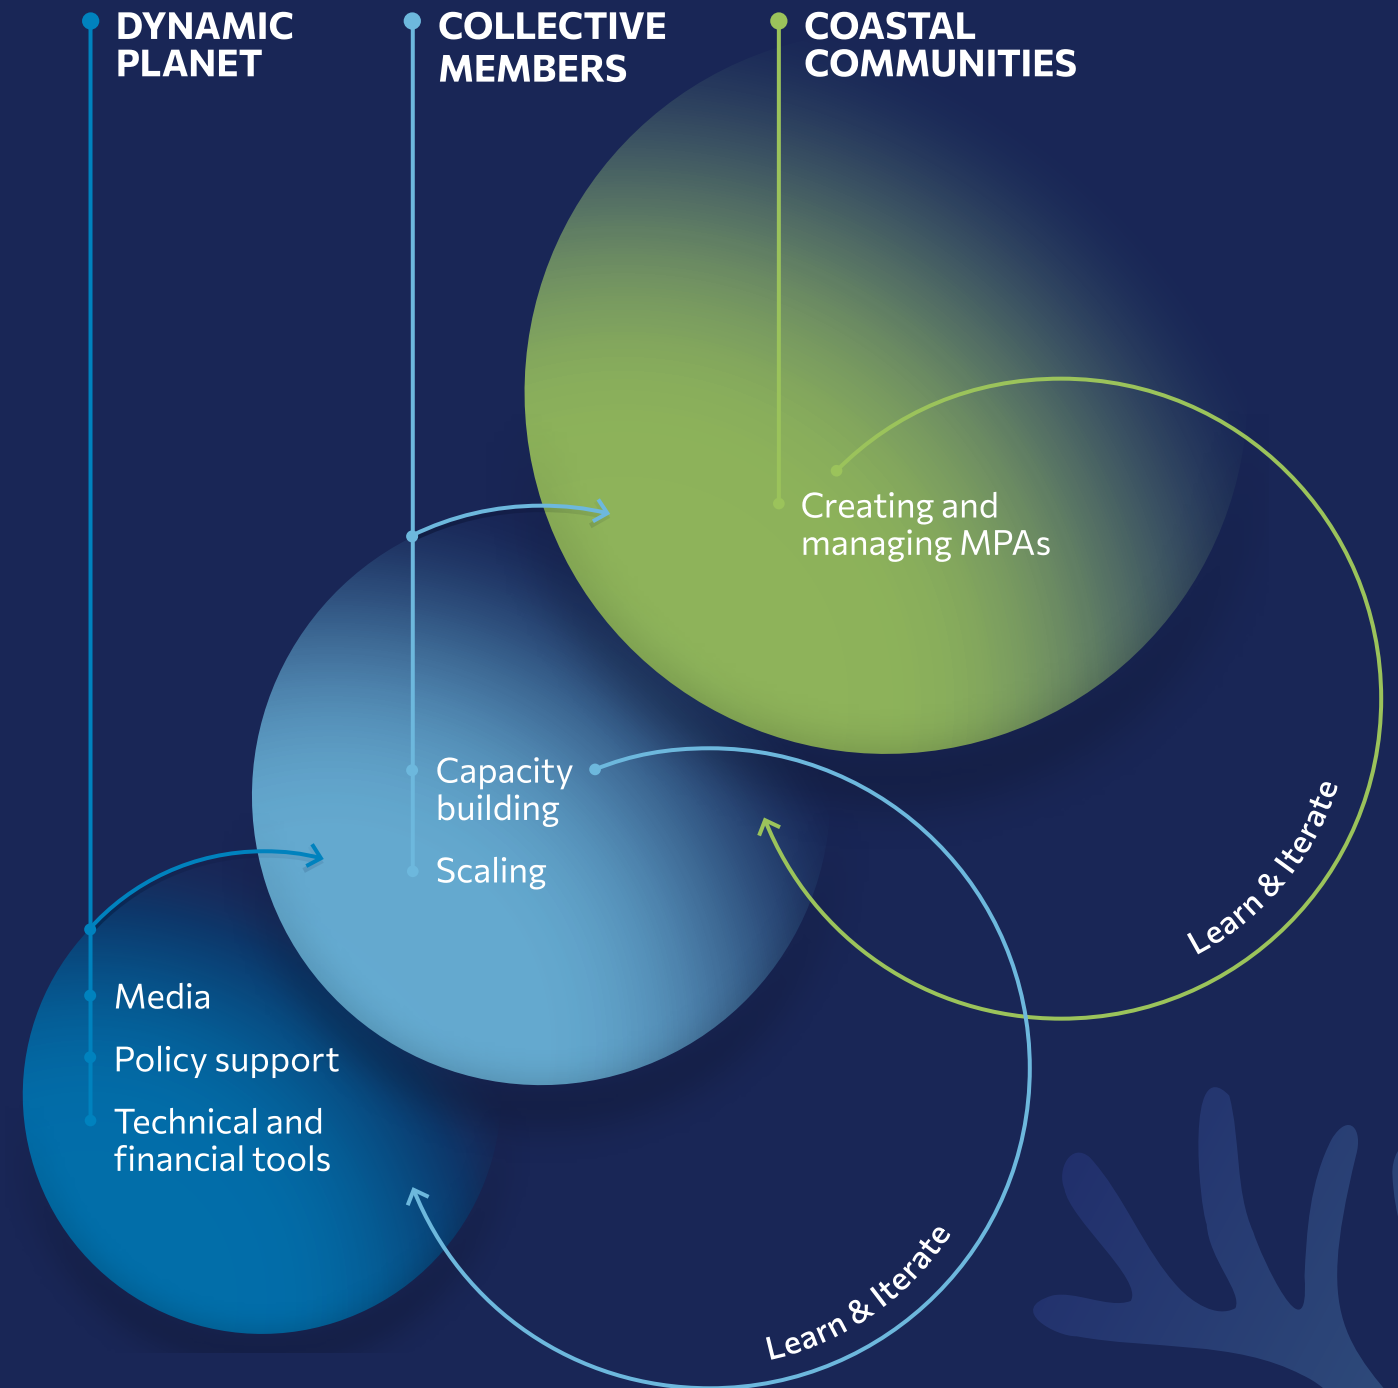 DYNAMIC
PLANET
COLLECTIVE
MEMBERS
COASTAL
COMMUNITIES
Creating and
managing MPAs
Capacity
building
Scaling
Learn & Iterate
Media
Policy support
Technical and
financial tools
Learn & Iterate